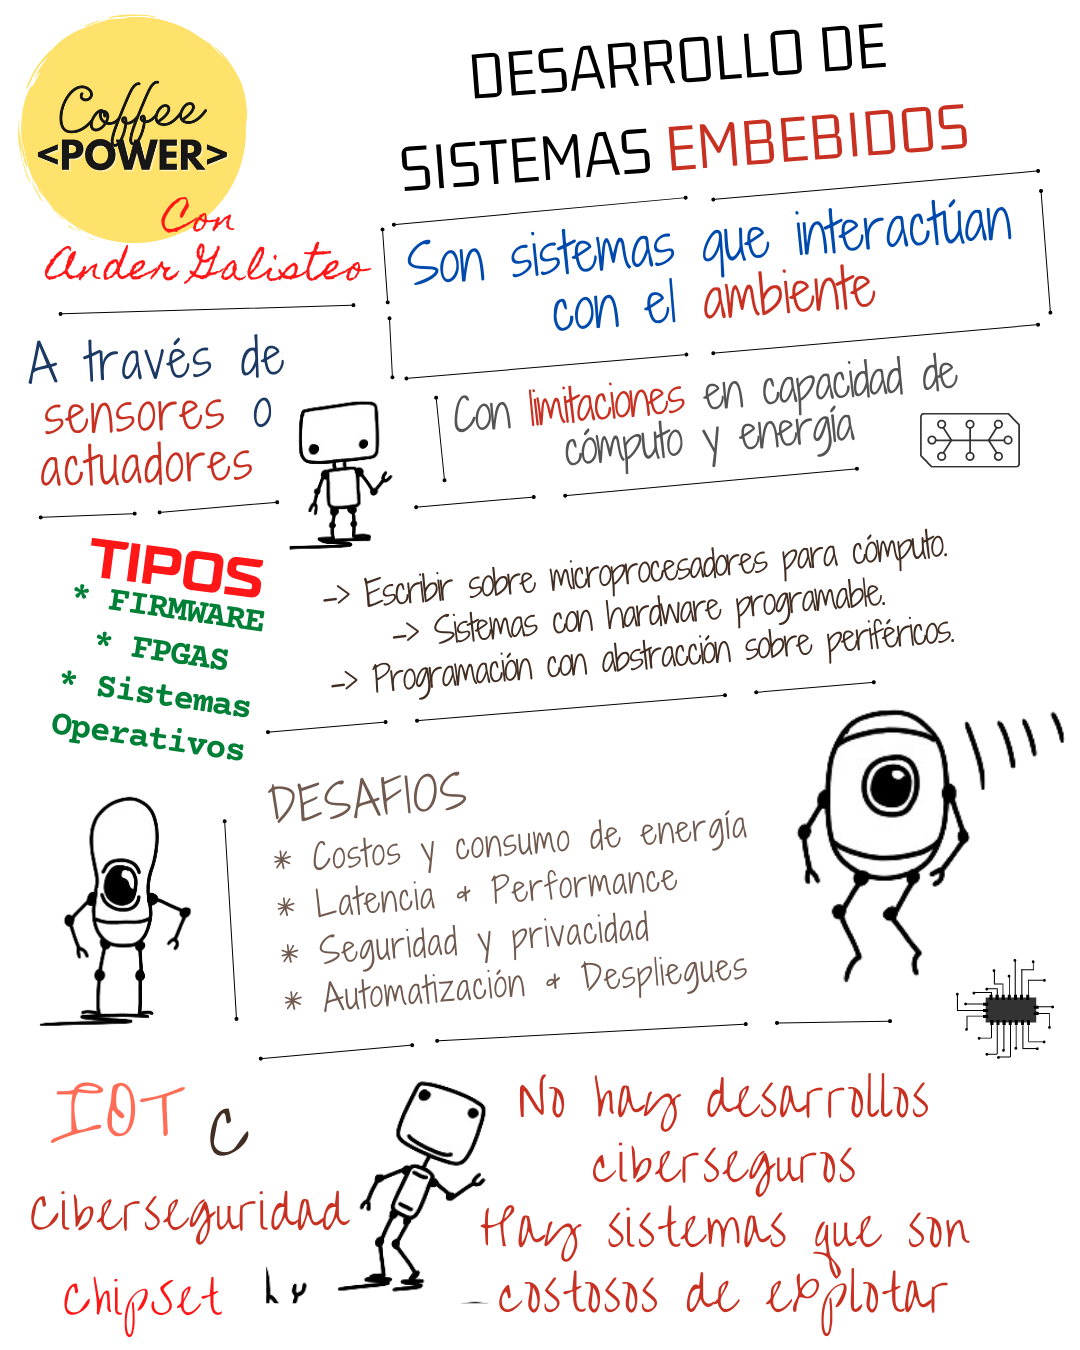 Coffee
<POWER>
Con
Ander Galisteo
DESARROLLO DE
SISTEMAS EMBEBIDOS
Son sistemas que interactúan
con el ambiente
A través de
sensores o
actuadores
Con limitaciones en capacidad de
cómputo y energía
TIPOS
* FIRMWARE
* FPGAS
* Sistemas
Operativos
-> Escribir sobre microprocesadores para cómputo.
-> Sistemas con hardware programable.
-> Programación con abstracción sobre periféricos.
DESAFIOS
* Costos y consumo de energía
* Latencia & Performance
* Seguridad y privacidad
* Automatización & Despliegues
IOT C
Ciberseguridad
chipset
No hay desarrollos
ciberseguros
Hay sistemas que son
costosos de explotar